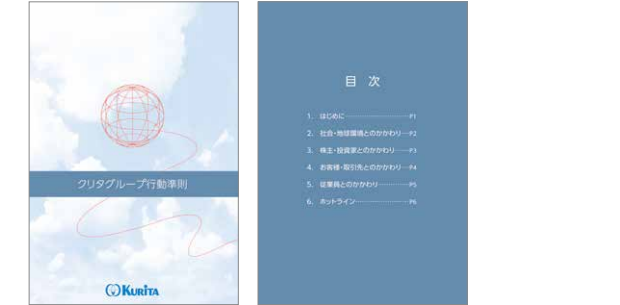 クリタグループ行動準則
KURITA
目 次
1. はじめに……………………P1
2. 社会・地球環境とのかかわり…P2
3. 株主・投資家とのかかわり……P3
4. お客様・取引先とのかかわり…P4
5. 従業員とのかかわり…………P5
6. ホットライン…………………P6